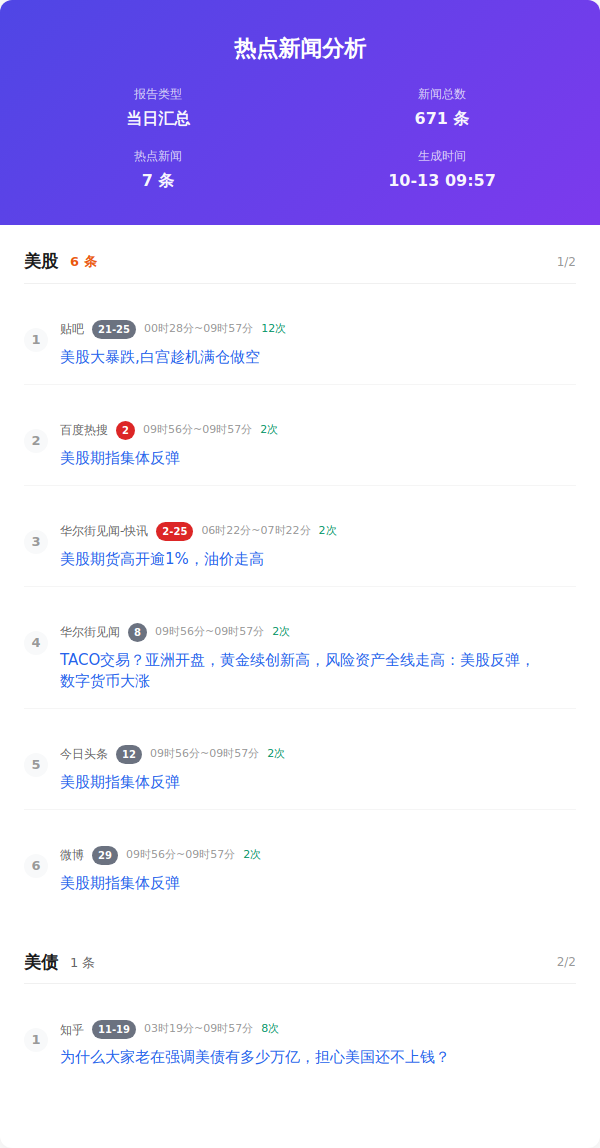 热点新闻分析
报告类型
新闻总数
当日汇总
671 条
热点新闻
生成时间
7 条
10-13 09:57
美股 6 条 1/2
1
贴吧 21-25 00时28分~09时57分 12次
美股大暴跌,白宫趁机满仓做空
2
百度热搜 2 09时56分~09时57分 2次
美股期指集体反弹
3
华尔街见闻-快讯 2-25 06时22分~07时22分 2次
美股期货高开逾1%，油价走高
4
华尔街见闻 8 09时56分~09时57分 2次
TACO交易？亚洲开盘，黄金续创新高，风险资产全线走高：美股反弹，
数字货币大涨
5
今日头条 12 09时56分~09时57分 2次
美股期指集体反弹
6
微博 29 09时56分~09时57分 2次
美股期指集体反弹
美债 1 条 2/2
1
知乎 11-19 03时19分~09时57分 8次
为什么大家老在强调美债有多少万亿，担心美国还不上钱？